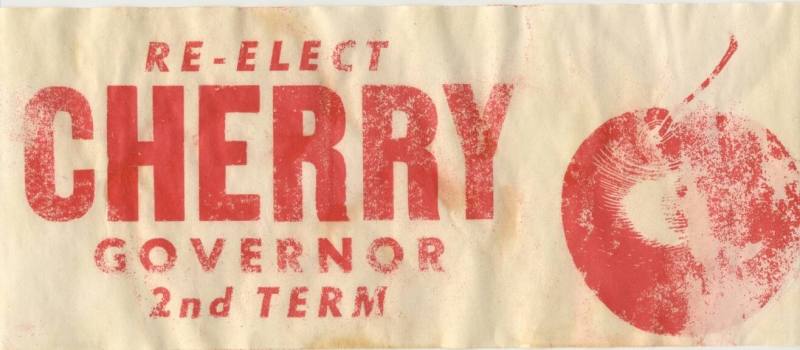 RE-ELECT
CHERRY
GOVERNOR
2nd TERM